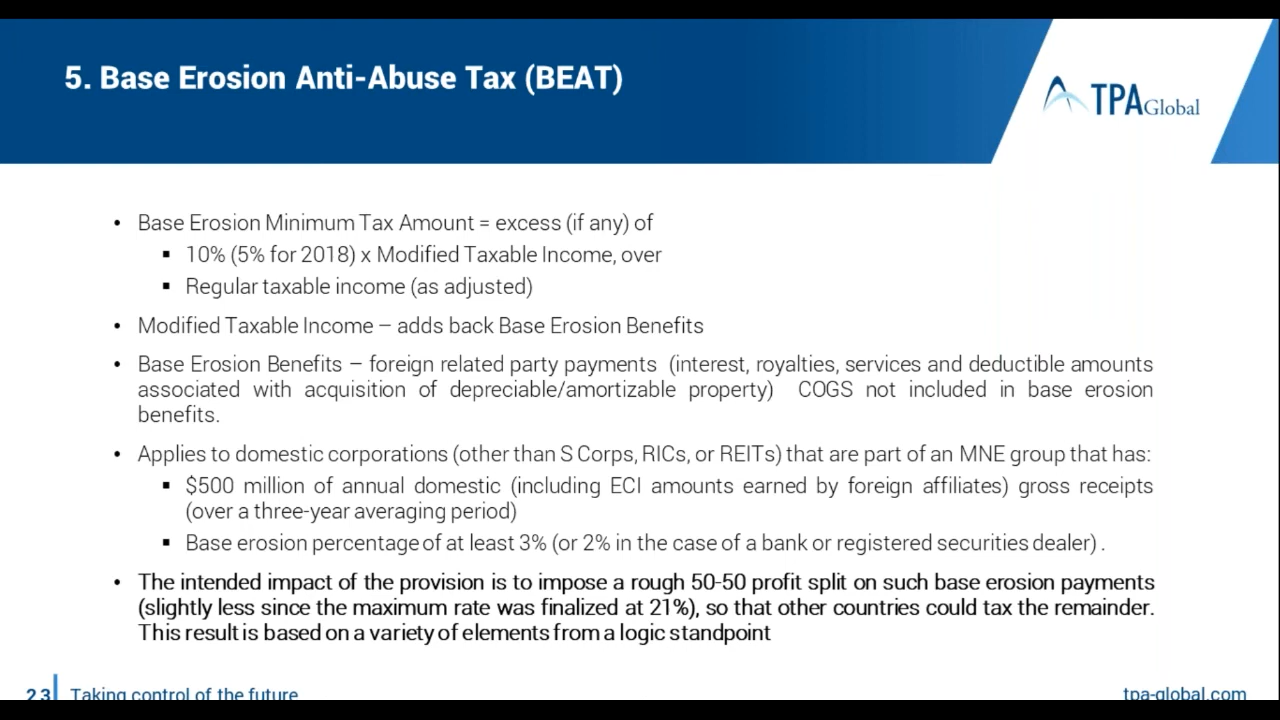 5. Base Erosion Anti-Abuse Tax (BEAT)
TPA Global
• Base Erosion Minimum Tax Amount = excess (if any) of
▪ 10% (5% for 2018) x Modified Taxable Income, over
▪ Regular taxable income (as adjusted)
• Modified Taxable Income – adds back Base Erosion Benefits
• Base Erosion Benefits – foreign related party payments (interest, royalties, services and deductible amounts
associated with acquisition of depreciable/amortizable property) COGS not included in base erosion
benefits.
• Applies to domestic corporations (other than S Corps, RICs, or REITs) that are part of an MNE group that has:
▪ $500 million of annual domestic (including ECI amounts earned by foreign affiliates) gross receipts
(over a three-year averaging period)
▪ Base erosion percentage of at least 3% (or 2% in the case of a bank or registered securities dealer) .
• The intended impact of the provision is to impose a rough 50-50 profit split on such base erosion payments
(slightly less since the maximum rate was finalized at 21%), so that other countries could tax the remainder.
This result is based on a variety of elements from a logic standpoint
23 Taking control of the future
tpa-global.com